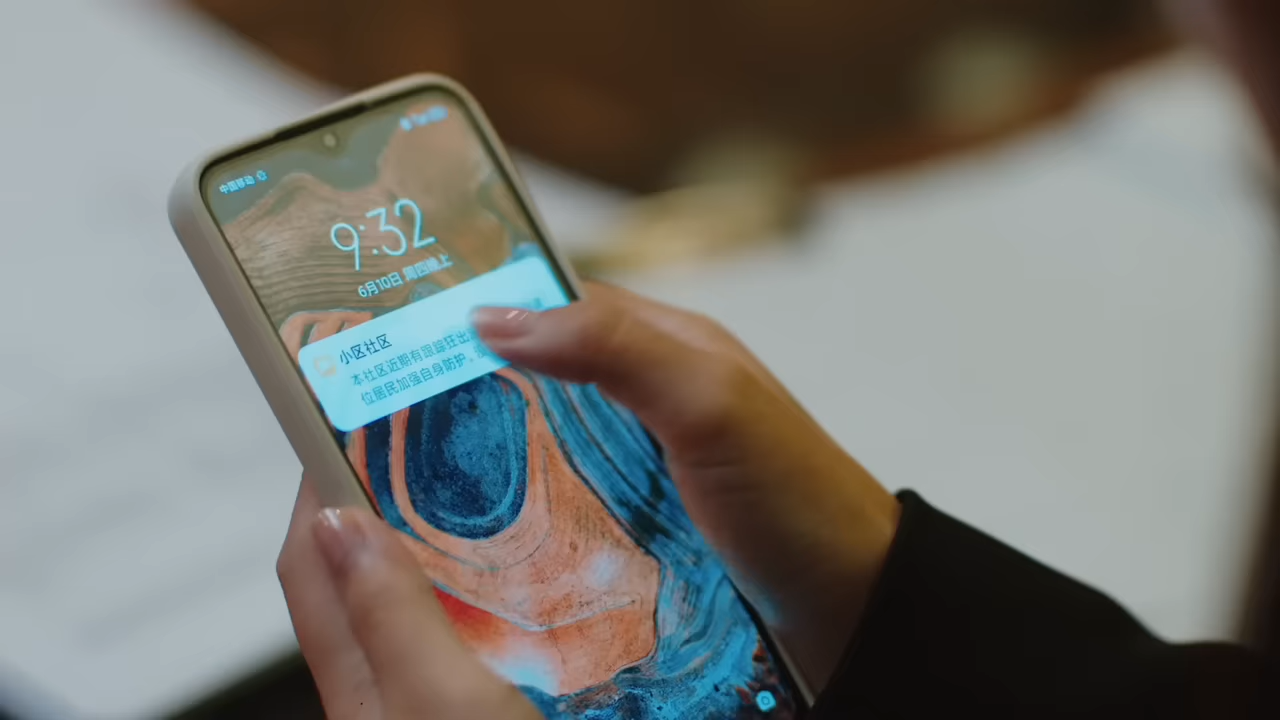 中国移动
9:32
6月10日 周四晚上
小区社区
本社区近期有跟踪狂出
位居民加强自身防护。